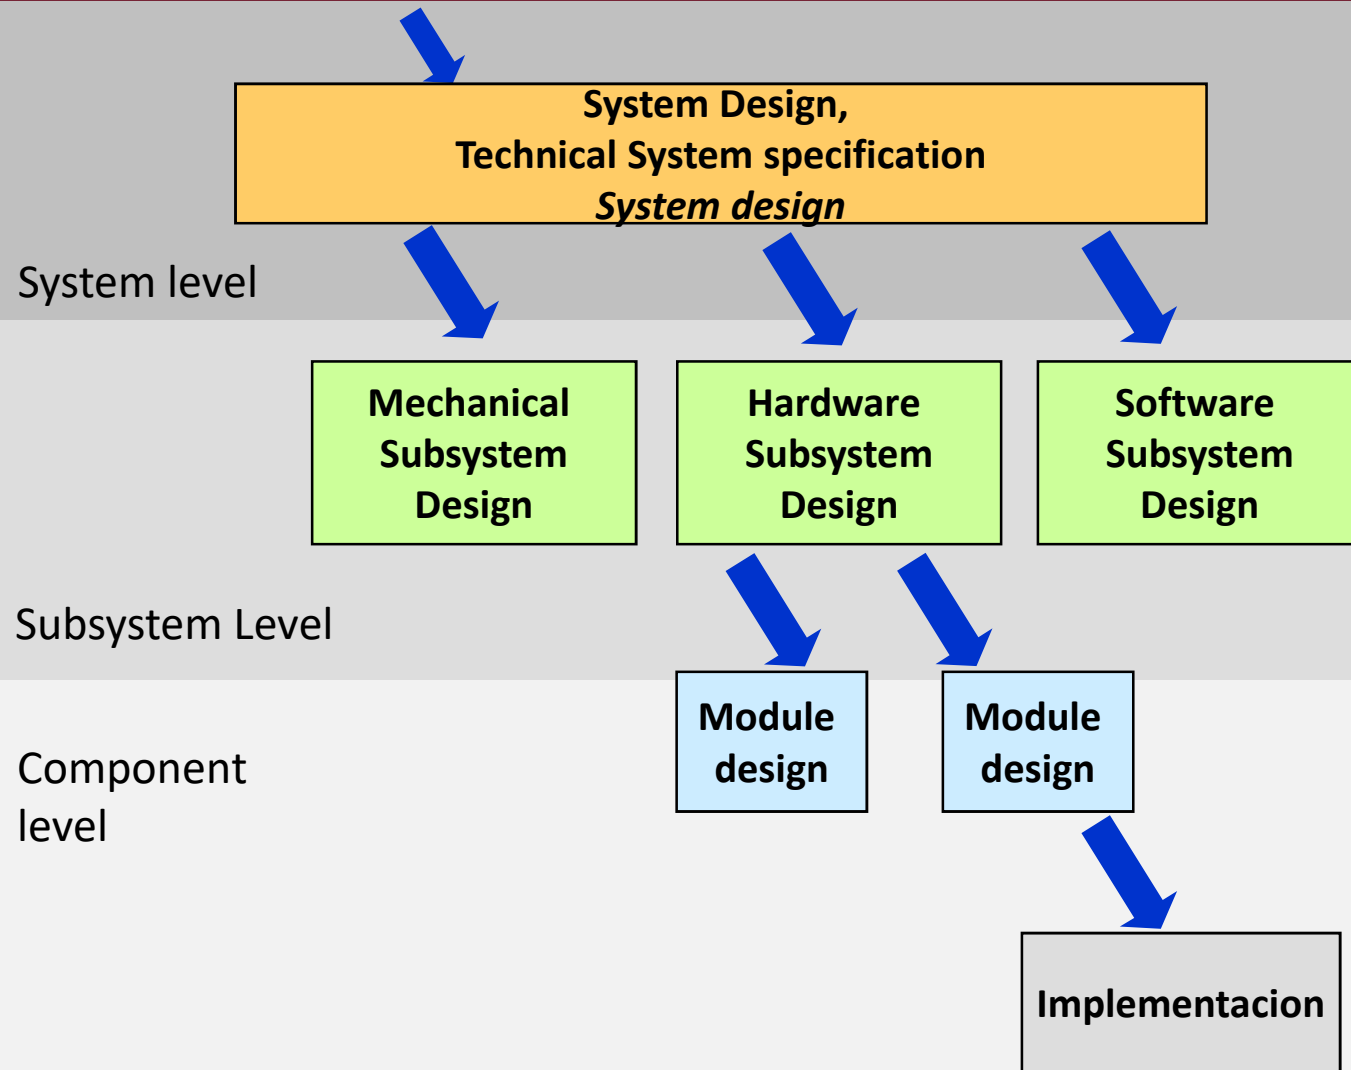 System Design,
Technical System specification
System design
System level
Mechanical
Subsystem
Design
Hardware
Subsystem
Design
Software
Subsystem
Design
Subsystem Level
Module
design
Module
design
Component
level
Implementacion